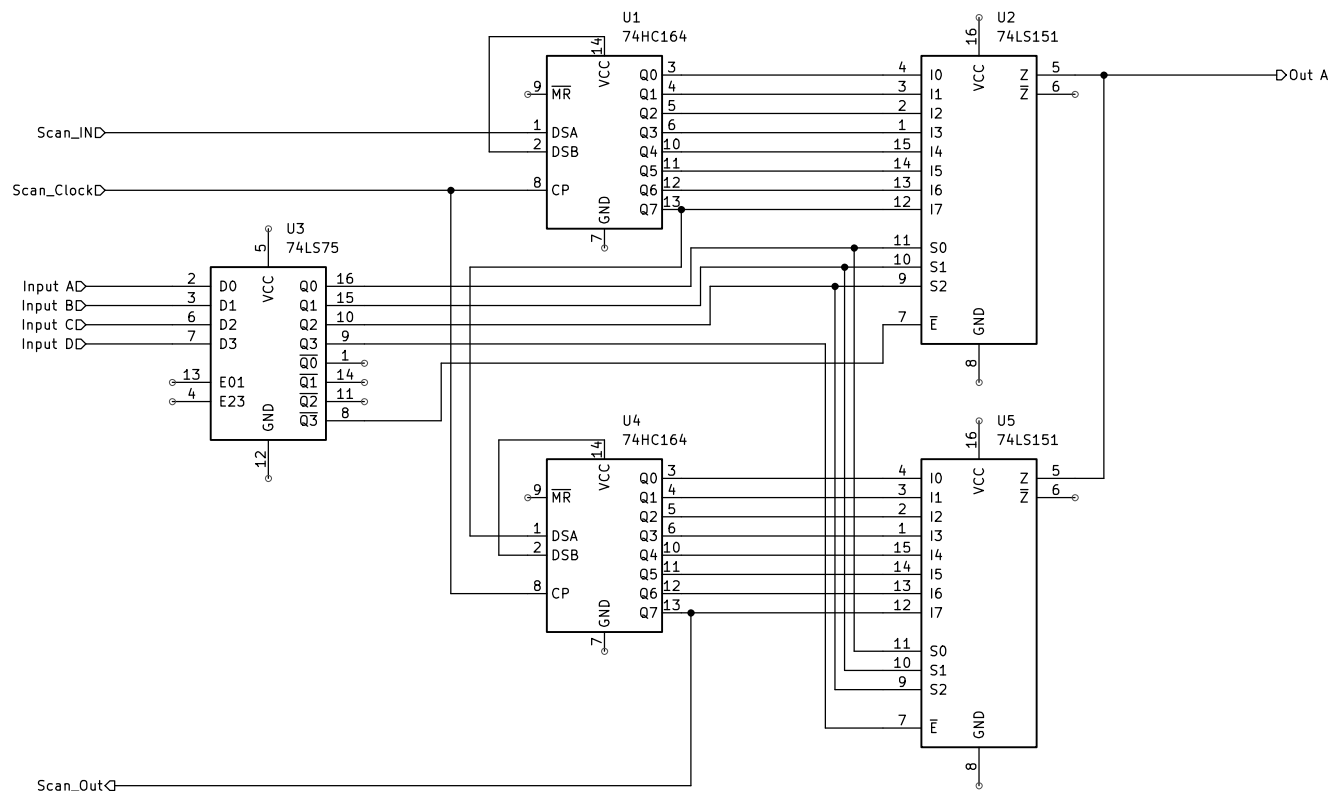 U1
74HC164
14
VCC
9 MR
1 DSA
2 DSB
8 CP
GND
7
Q0 3
Q1 4
Q2 5
Q3 6
Q4 10
Q5 11
Q6 12
Q7 13
U2
74LS151
16
VCC
4 I0
3 I1
2 I2
1 I3
15 I4
14 I5
13 I6
12 I7
11 S0
10 S1
9 S2
7 E
GND
8
Z 5
Z 6
Out A
Scan_IN
Scan_Clock
U3
74LS75
5
VCC
Input A 2 D0
Input B 3 D1
Input C 6 D2
Input D 7 D3
13 E01
4 E23
GND
12
Q0 16
Q1 15
Q2 10
Q3 9
Q0 1
Q1 14
Q2 11
Q3 8
U4
74HC164
14
VCC
9 MR
1 DSA
2 DSB
8 CP
GND
7
Q0 3
Q1 4
Q2 5
Q3 6
Q4 10
Q5 11
Q6 12
Q7 13
U5
74LS151
16
VCC
4 I0
3 I1
2 I2
1 I3
15 I4
14 I5
13 I6
12 I7
11 S0
10 S1
9 S2
7 E
GND
8
Z 5
Z 6
Scan_Out